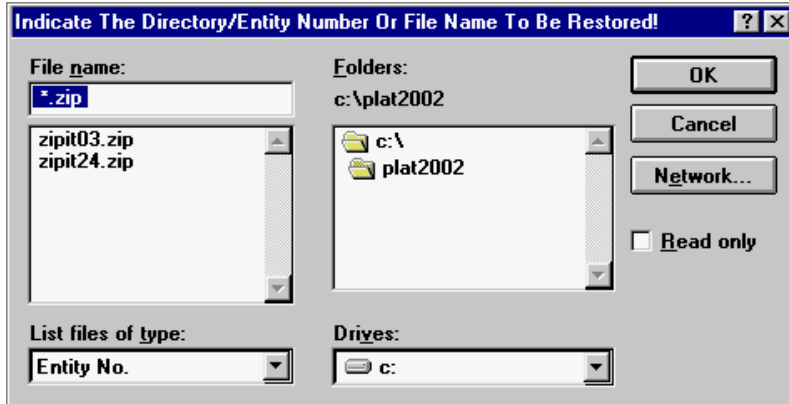 Indicate The Directory/Entity Number Or File Name To Be Restored!
File name:
*.zip
zipit03.zip
zipit24.zip
List files of type:
Entity No.
Folders:
c:\plat2002
c:\
plat2002
Drives:
c:
OK
Cancel
Network...
Read only